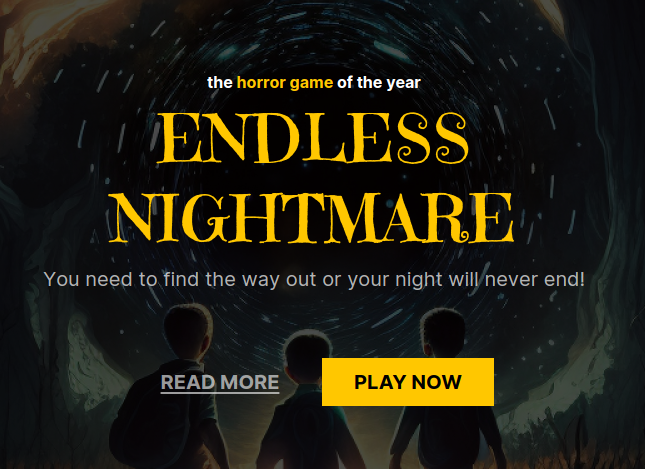 the horror game of the year
ENDLESS
NIGHTMARE
You need to find the way out or your night will never end!
READ MORE
PLAY NOW